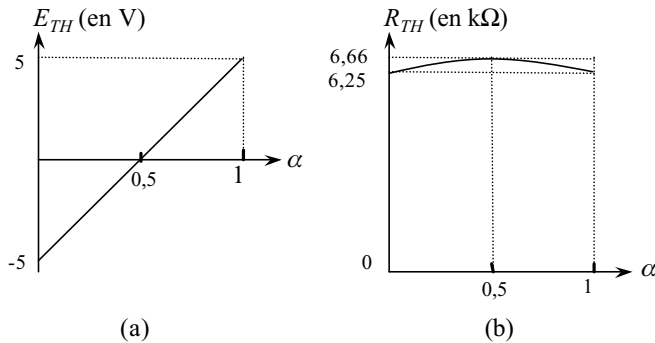 E_TH (en V)
5
0,5
1
α
-5
(a)
R_TH (en kΩ)
6,66
6,25
0
0,5
1
α
(b)